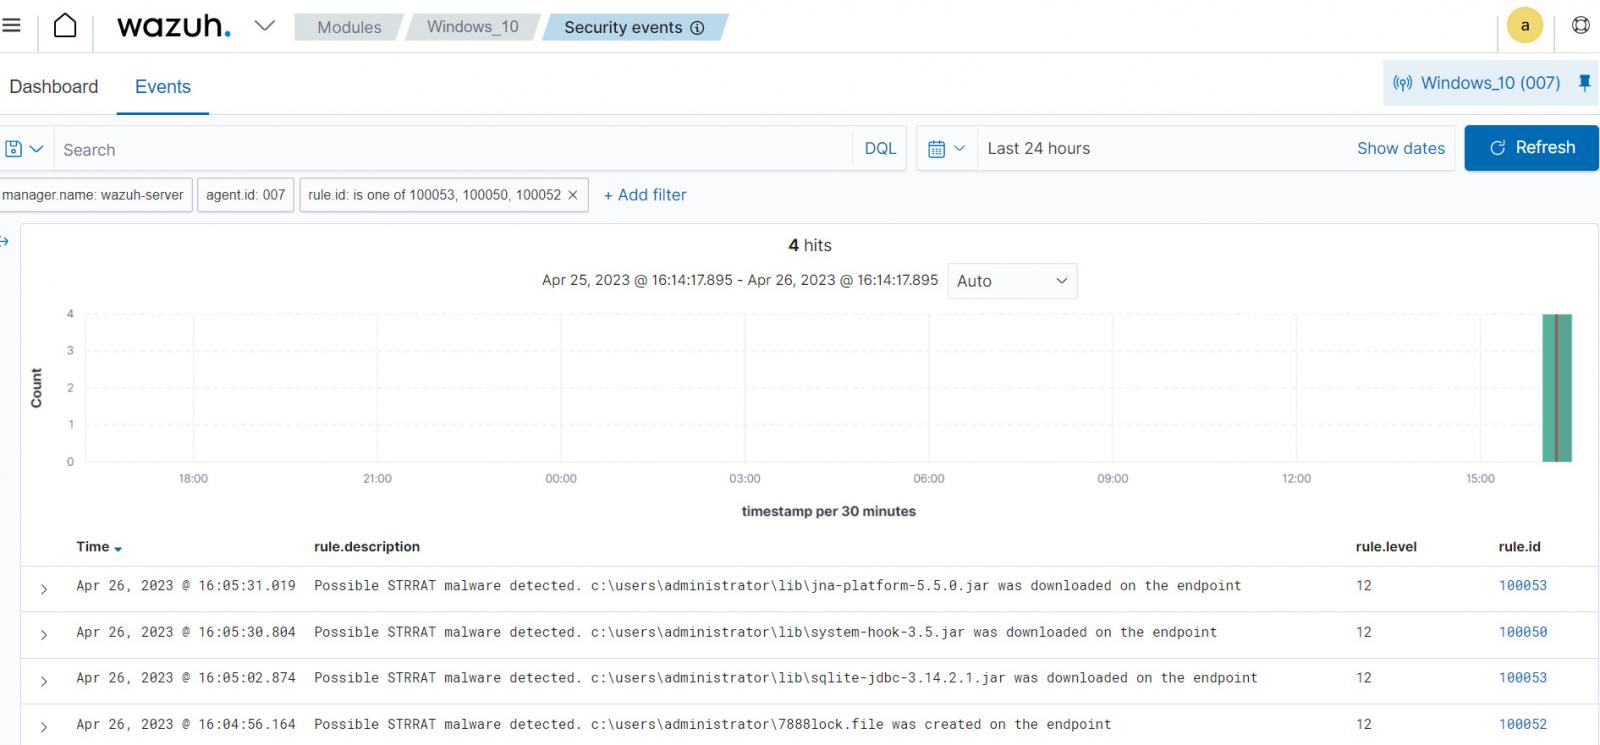 wazuh. Modules Windows_10 Security events a
Dashboard Events Windows_10 (007)
Search DQL Last 24 hours Show dates Refresh
manager.name: wazuh-server agent.id: 007 rule.id: is one of 100053, 100050, 100052 × + Add filter
4 hits
Apr 25, 2023 @ 16:14:17.895 - Apr 26, 2023 @ 16:14:17.895 Auto
Count
4
3
2
1
0
18:00 21:00 00:00 03:00 06:00 09:00 12:00 15:00
timestamp per 30 minutes
Time rule.description rule.level rule.id
Apr 26, 2023 @ 16:05:31.019 Possible STRRAT malware detected. c:\users\administrator\lib\jna-platform-5.5.0.jar was downloaded on the endpoint 12 100053
Apr 26, 2023 @ 16:05:30.804 Possible STRRAT malware detected. c:\users\administrator\lib\system-hook-3.5.jar was downloaded on the endpoint 12 100050
Apr 26, 2023 @ 16:05:02.874 Possible STRRAT malware detected. c:\users\administrator\lib\sqlite-jdbc-3.14.2.1.jar was downloaded on the endpoint 12 100053
Apr 26, 2023 @ 16:04:56.164 Possible STRRAT malware detected. c:\users\administrator\7888lock.file was created on the endpoint 12 100052